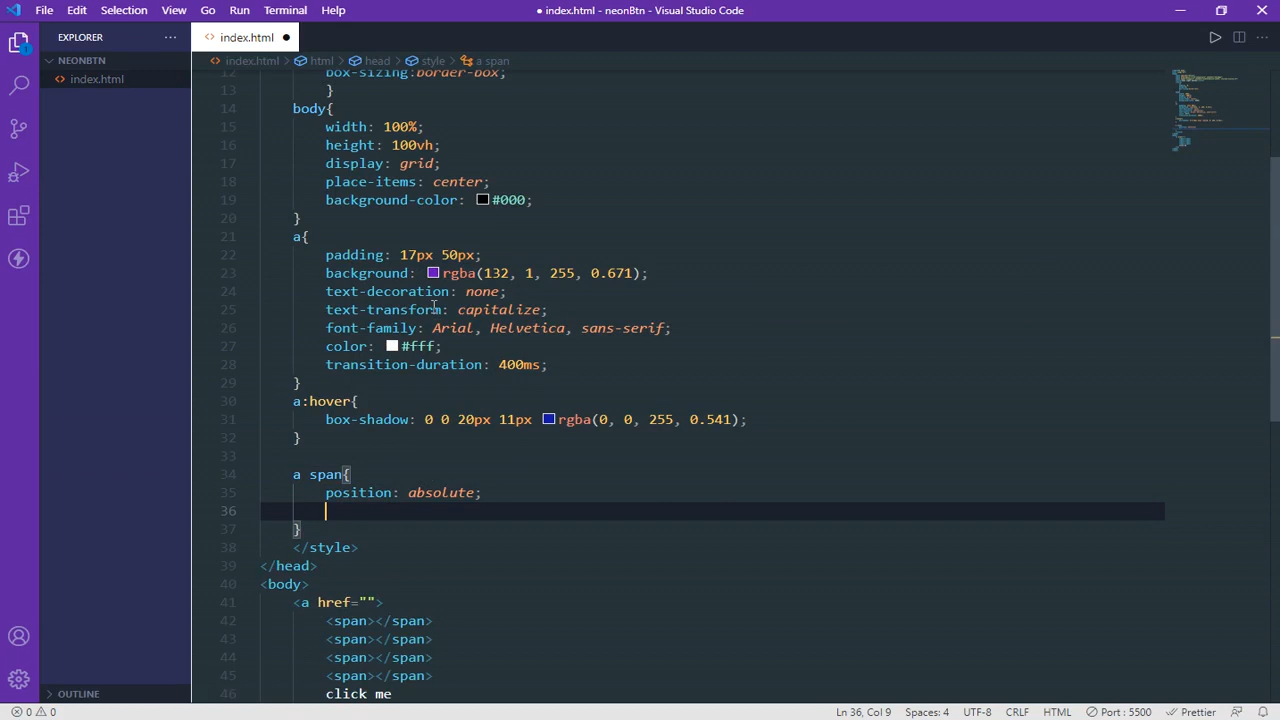 File Edit Selection View Go Run Terminal Help
● index.html - neonBtn - Visual Studio Code
EXPLORER ···
index.html ●
NEONBTN
index.html
1
index.html > html > head > style > a span
12 box-sizing:border-box;
13 }
14 body{
15 width: 100%;
16 height: 100vh;
17 display: grid;
18 place-items: center;
19 background-color: #000;
20 }
21 a{
22 padding: 17px 50px;
23 background: rgba(132, 1, 255, 0.671);
24 text-decoration: none;
25 text-transform: capitalize;
26 font-family: Arial, Helvetica, sans-serif;
27 color: #fff;
28 transition-duration: 400ms;
29 }
30 a:hover{
31 box-shadow: 0 0 20px 11px rgba(0, 0, 255, 0.541);
32 }
33
34 a span{
35 position: absolute;
36
37 }
38 </style>
39 </head>
40 <body>
41 <a href="">
42 <span></span>
43 <span></span>
44 <span></span>
45 <span></span>
46 click me
OUTLINE
0 0
Ln 36, Col 9 Spaces: 4 UTF-8 CRLF HTML Port : 5500 Prettier